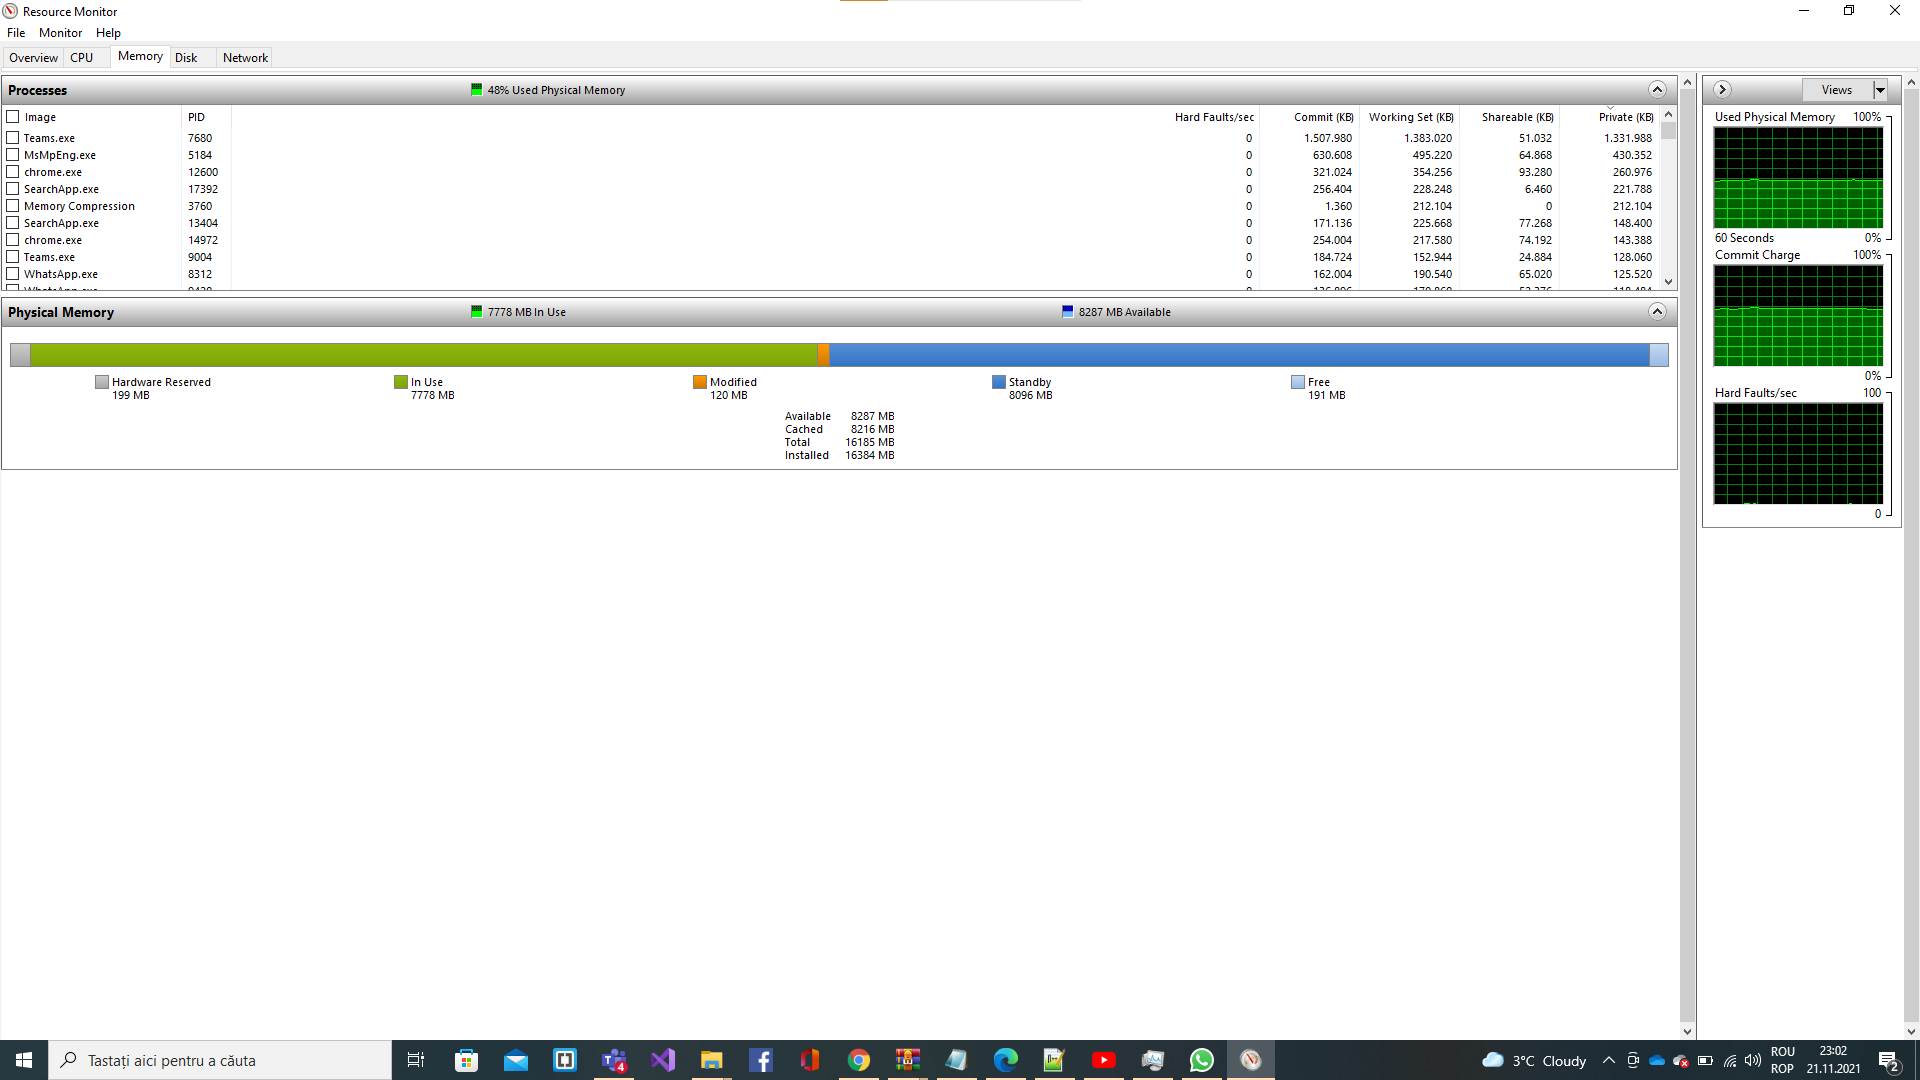 Resource Monitor
File Monitor Help
Overview CPU Memory Disk Network
Processes 48% Used Physical Memory
Image PID Hard Faults/sec Commit (KB) Working Set (KB) Shareable (KB) Private (KB)
Teams.exe 7680 0 1.507.980 1.383.020 51.032 1.331.988
MsMpEng.exe 5184 0 630.608 495.220 64.868 430.352
chrome.exe 12600 0 321.024 354.256 93.280 260.976
SearchApp.exe 17392 0 256.404 228.248 6.460 221.788
Memory Compression 3760 0 1.360 212.104 0 212.104
SearchApp.exe 13404 0 171.136 225.668 77.268 148.400
chrome.exe 14972 0 254.004 217.580 74.192 143.388
Teams.exe 9004 0 184.724 152.944 24.884 128.060
WhatsApp.exe 8312 0 162.004 190.540 65.020 125.520
Physical Memory 7778 MB In Use 8287 MB Available
Hardware Reserved
199 MB
In Use
7778 MB
Modified
120 MB
Standby
8096 MB
Free
191 MB
Available 8287 MB
Cached 8216 MB
Total 16185 MB
Installed 16384 MB
Views
Used Physical Memory 100%
60 Seconds 0%
Commit Charge 100%
0%
Hard Faults/sec 100
0
Tastați aici pentru a căuta
4
3°C Cloudy
ROU
ROP
23:02
21.11.2021
2